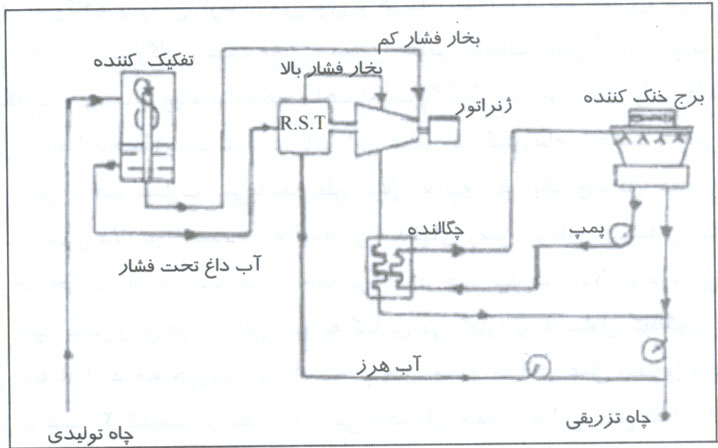 بخار فشار کم
تفکیک کننده
بخار فشار بالا
ژنراتور
برج خنک کننده
R.S.T
چگالنده
پمپ
آب داغ تحت فشار
آب هرز
چاه تزریقی
چاه تولیدی